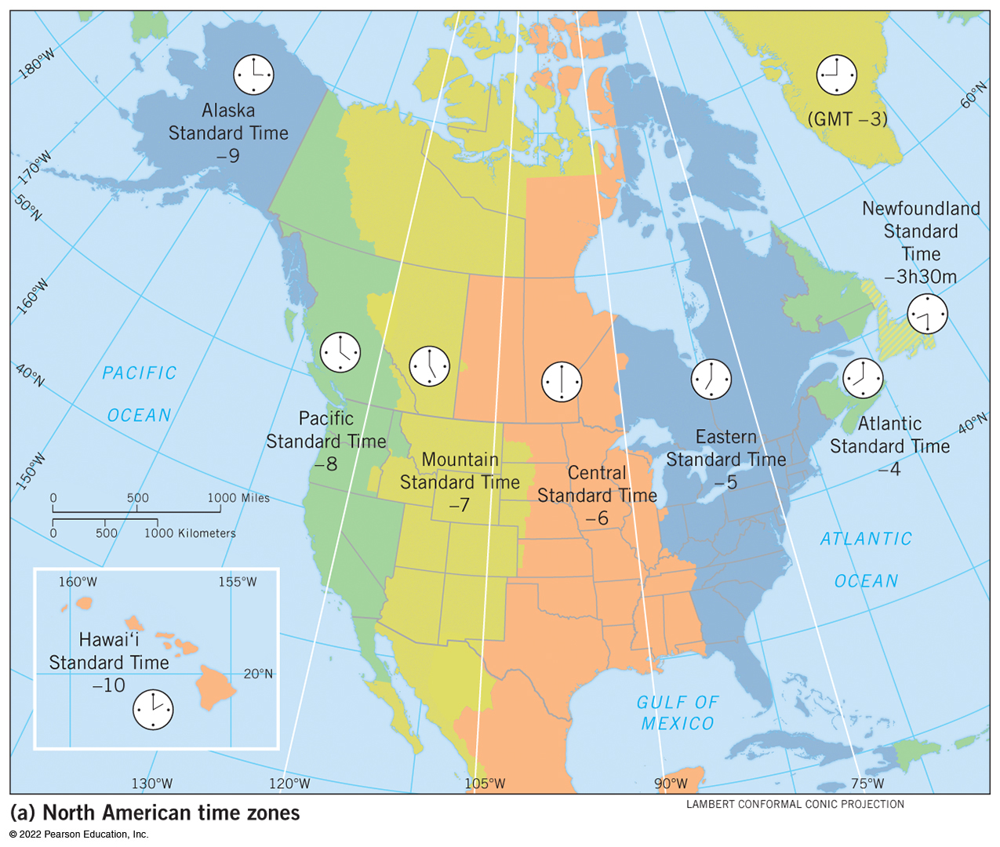 180°W
170°W
50°N
160°W
40°N
150°W
60°N
40°N
Alaska
Standard Time
–9
(GMT –3)
Newfoundland
Standard
Time
–3h30m
PACIFIC
OCEAN
Pacific
Standard Time
–8
Mountain
Standard Time
–7
Central
Standard Time
–6
Eastern
Standard Time
–5
Atlantic
Standard Time
–4
0 500 1000 Miles
0 500 1000 Kilometers
ATLANTIC
OCEAN
160°W 155°W
Hawai‘i
Standard Time
–10
20°N
GULF OF
MEXICO
130°W 120°W 105°W 90°W 75°W
(a) North American time zones
LAMBERT CONFORMAL CONIC PROJECTION
© 2022 Pearson Education, Inc.